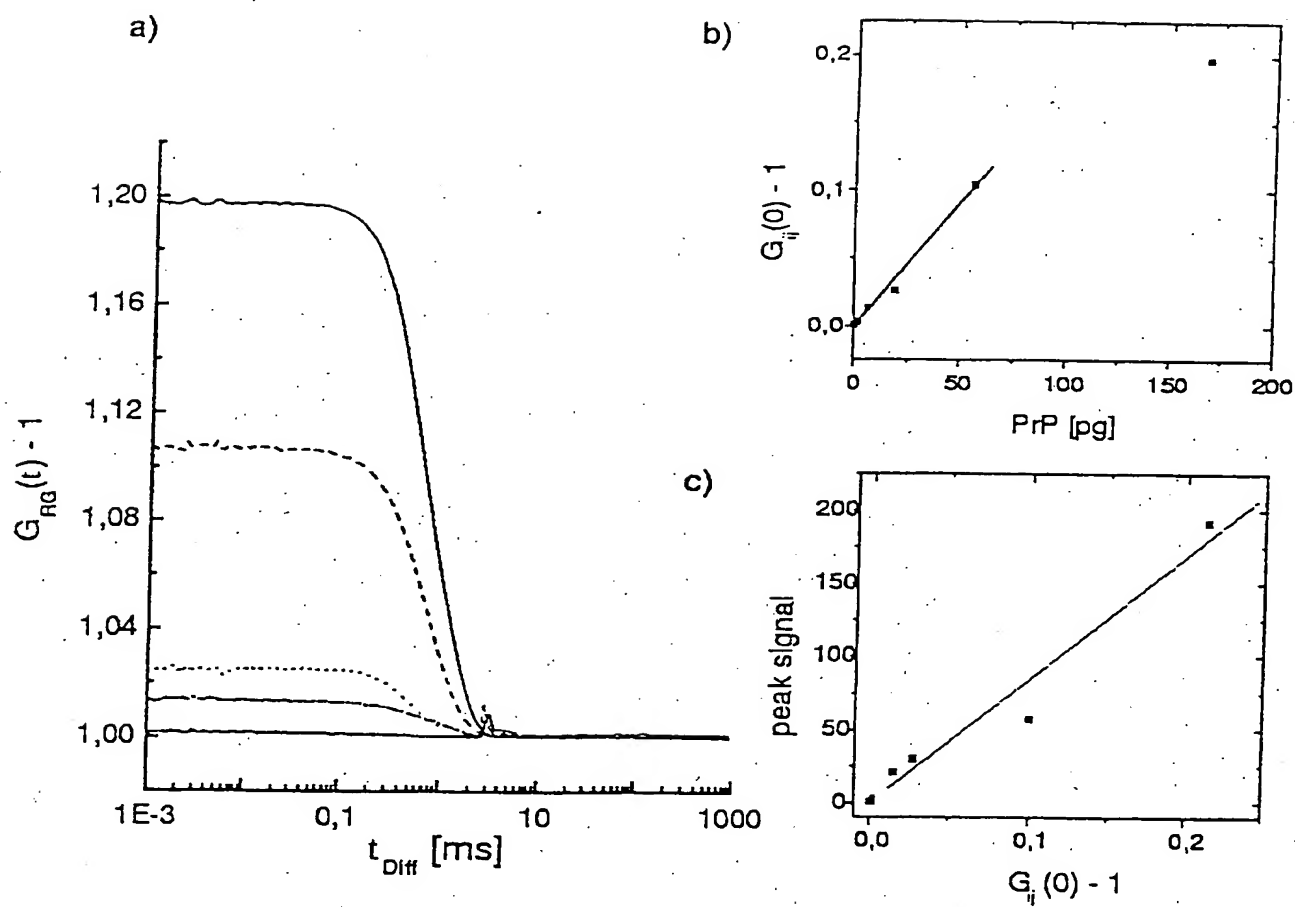 a)
G_RG(t) - 1
1,20
1,16
1,12
1,08
1,04
1,00
1E-3 0,1 10 1000
t_Diff [ms]
b)
G_ij(0) - 1
0,2
0,1
0,0
0 50 100 150 200
PrP [pg]
c)
peak signal
200
150
100
50
0
0,0 0,1 0,2
G_ij(0) - 1